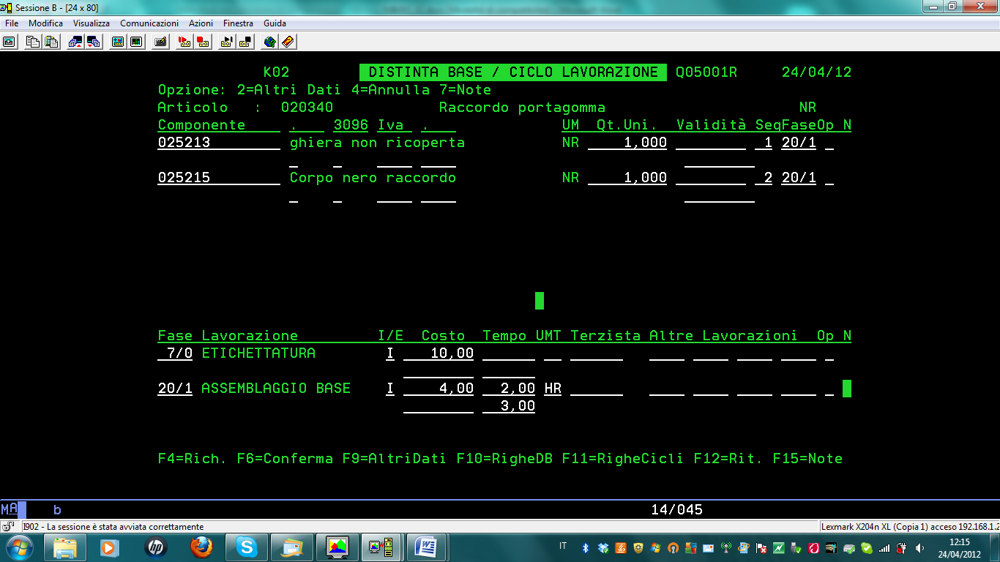 Sessione B - [24 x 80]
File Modifica Visualizza Comunicazioni Azioni Finestra Guida
K02 DISTINTA BASE / CICLO LAVORAZIONE Q05001R 24/04/12
Opzione: 2=Altri Dati 4=Annulla 7=Note
Articolo : 020340 Raccordo portagomma NR
Componente . 3096 Iva . UM Qt.Uni. Validità SeqFaseOp N
025213 ghiera non ricoperta NR 1,000 1 20/1
025215 Corpo nero raccordo NR 1,000 2 20/1
Fase Lavorazione I/E Costo Tempo UMT Terzista Altre Lavorazioni Op N
7/0 ETICHETTATURA I 10,00
20/1 ASSEMBLAGGIO BASE I 4,00 2,00 HR
3,00
F4=Rich. F6=Conferma F9=AltriDati F10=RigheDB F11=RigheCicli F12=Rit. F15=Note
MA b 14/045
I902 - La sessione è stata avviata correttamente Lexmark X204n XL (Copia 1) acceso 192.168.1.2
IT 12:15
24/04/2012